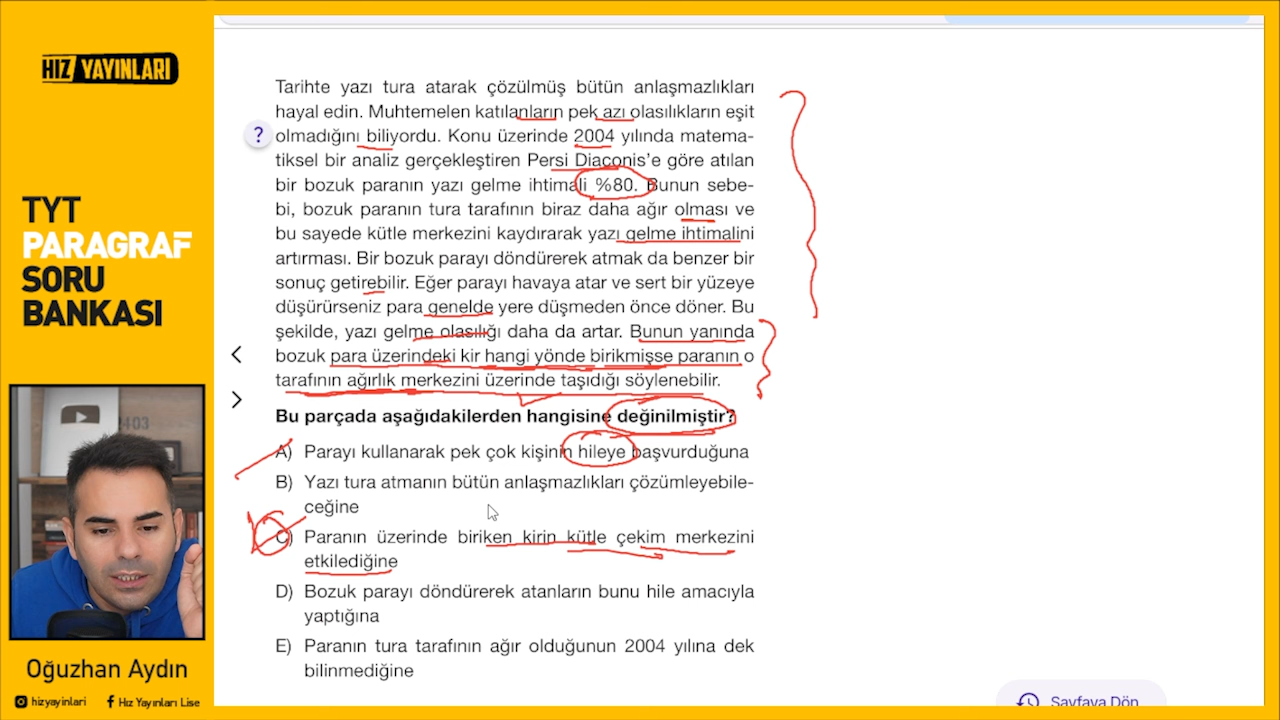 HIZ YAYINLARI
TYT
PARAGRAF
SORU
BANKASI
Oğuzhan Aydın
hizyayinlari
Hız Yayınları Lise
Tarihte yazı tura atarak çözülmüş bütün anlaşmazlıkları
hayal edin. Muhtemelen katılanların pek azı olasılıkların eşit
?
olmadığını biliyordu. Konu üzerinde 2004 yılında matema-
tiksel bir analiz gerçekleştiren Persi Diaconis'e göre atılan
bir bozuk paranın yazı gelme ihtimali %80. Bunun sebe-
bi, bozuk paranın tura tarafının biraz daha ağır olması ve
bu sayede kütle merkezini kaydırarak yazı gelme ihtimalini
artırması. Bir bozuk parayı döndürerek atmak da benzer bir
sonuç getirebilir. Eğer parayı havaya atar ve sert bir yüzeye
düşürürseniz para genelde yere düşmeden önce döner. Bu
şekilde, yazı gelme olasılığı daha da artar. Bunun yanında
bozuk para üzerindeki kir hangi yönde birikmişse paranın o
tarafının ağırlık merkezini üzerinde taşıdığı söylenebilir.
Bu parçada aşağıdakilerden hangisine değinilmiştir?
A) Parayı kullanarak pek çok kişinin hileye başvurduğuna
B) Yazı tura atmanın bütün anlaşmazlıkları çözümleyebile-
ceğine
C) Paranın üzerinde biriken kirin kütle çekim merkezini
etkilediğine
D) Bozuk parayı döndürerek atanların bunu hile amacıyla
yaptığına
E) Paranın tura tarafının ağır olduğunun 2004 yılına dek
bilinmediğine
Sayfaya Dön